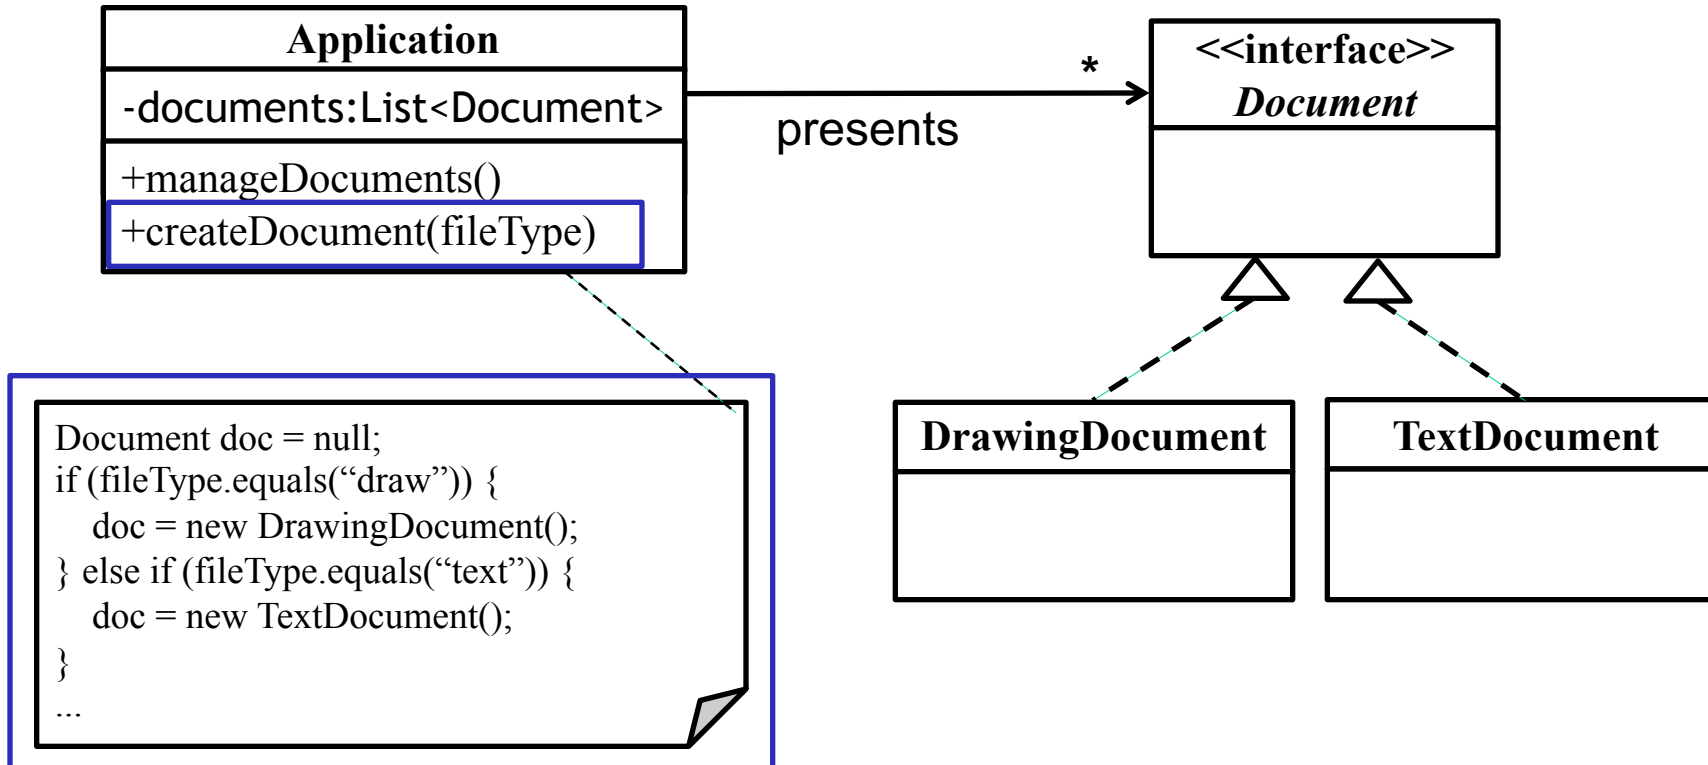 Application
-documents:List<Document>
+manageDocuments()
+createDocument(fileType)
*
presents
<<interface>>
Document
Document doc = null;
if (fileType.equals(“draw”)) {
doc = new DrawingDocument();
} else if (fileType.equals(“text”)) {
doc = new TextDocument();
}
...
DrawingDocument
TextDocument